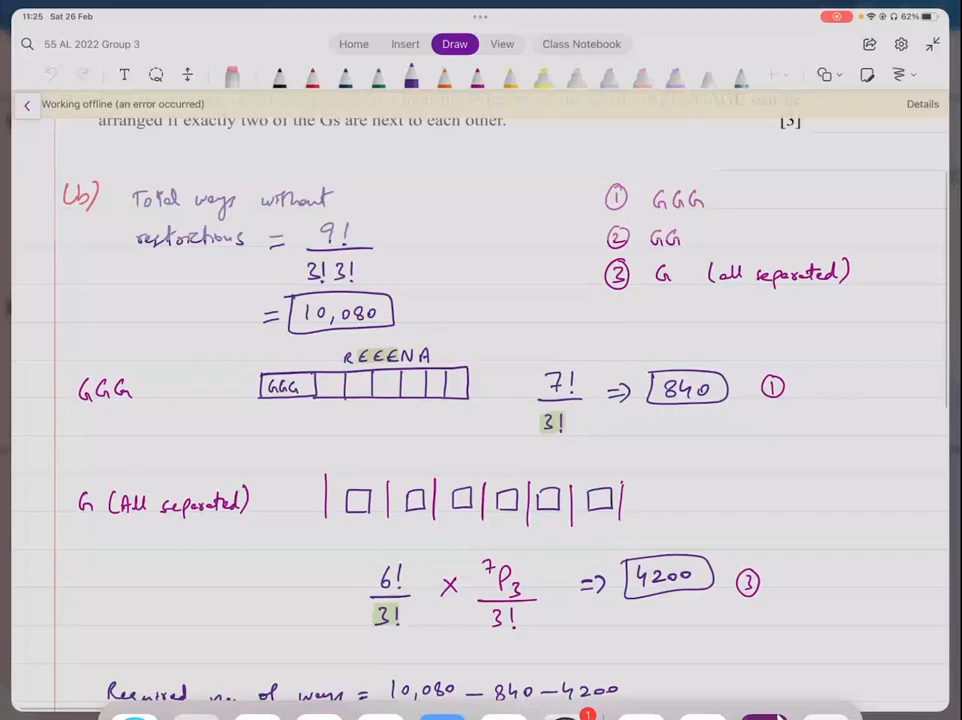 11:25 Sat 26 Feb
62%
55 AL 2022 Group 3
Home Insert Draw View Class Notebook
Working offline (an error occurred) Details
arranged if exactly two of the Gs are next to each other. [3]
(b) Total ways without
restrictions = 9! / 3! 3!
= 10,080
① GGG
② GG
③ G (all separated)
REEENA
GGG GGG 7! / 3! ⇒ 840 ①
G (All separated)
6! / 3! × ⁷P₃ / 3! ⇒ 4200 ③
Required no. of ways = 10,080 – 840 – 4200
1